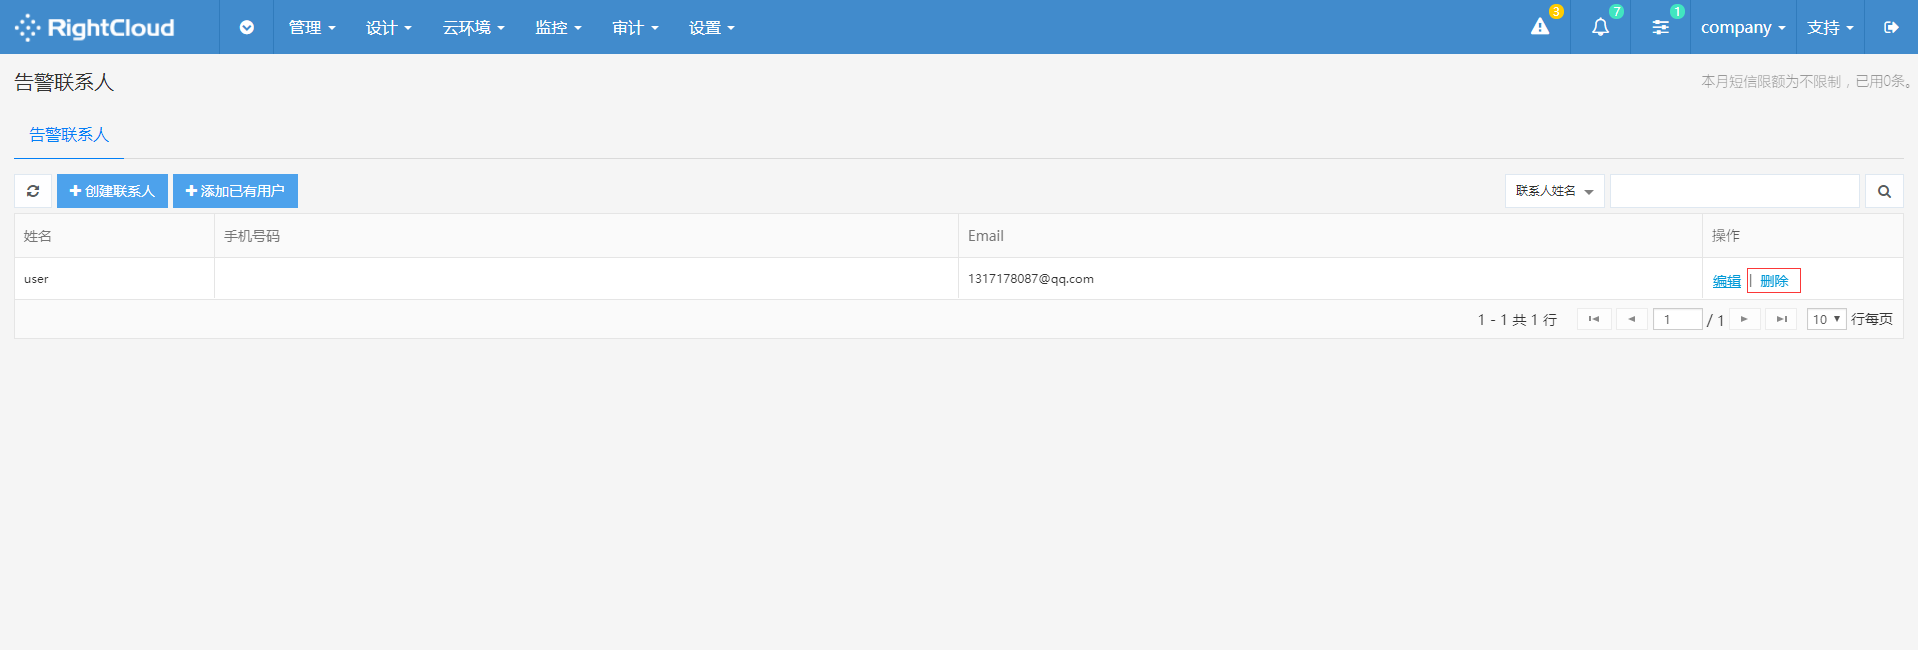 RightCloud 管理 设计 云环境 监控 审计 设置 3 7 1 company 支持
告警联系人 本月短信限额为不限制，已用0条。
告警联系人
创建联系人 添加已有用户 联系人姓名
姓名 手机号码 Email 操作
user 1317178087@qq.com 编辑 | 删除
1 - 1 共 1 行 1 / 1 10 行每页